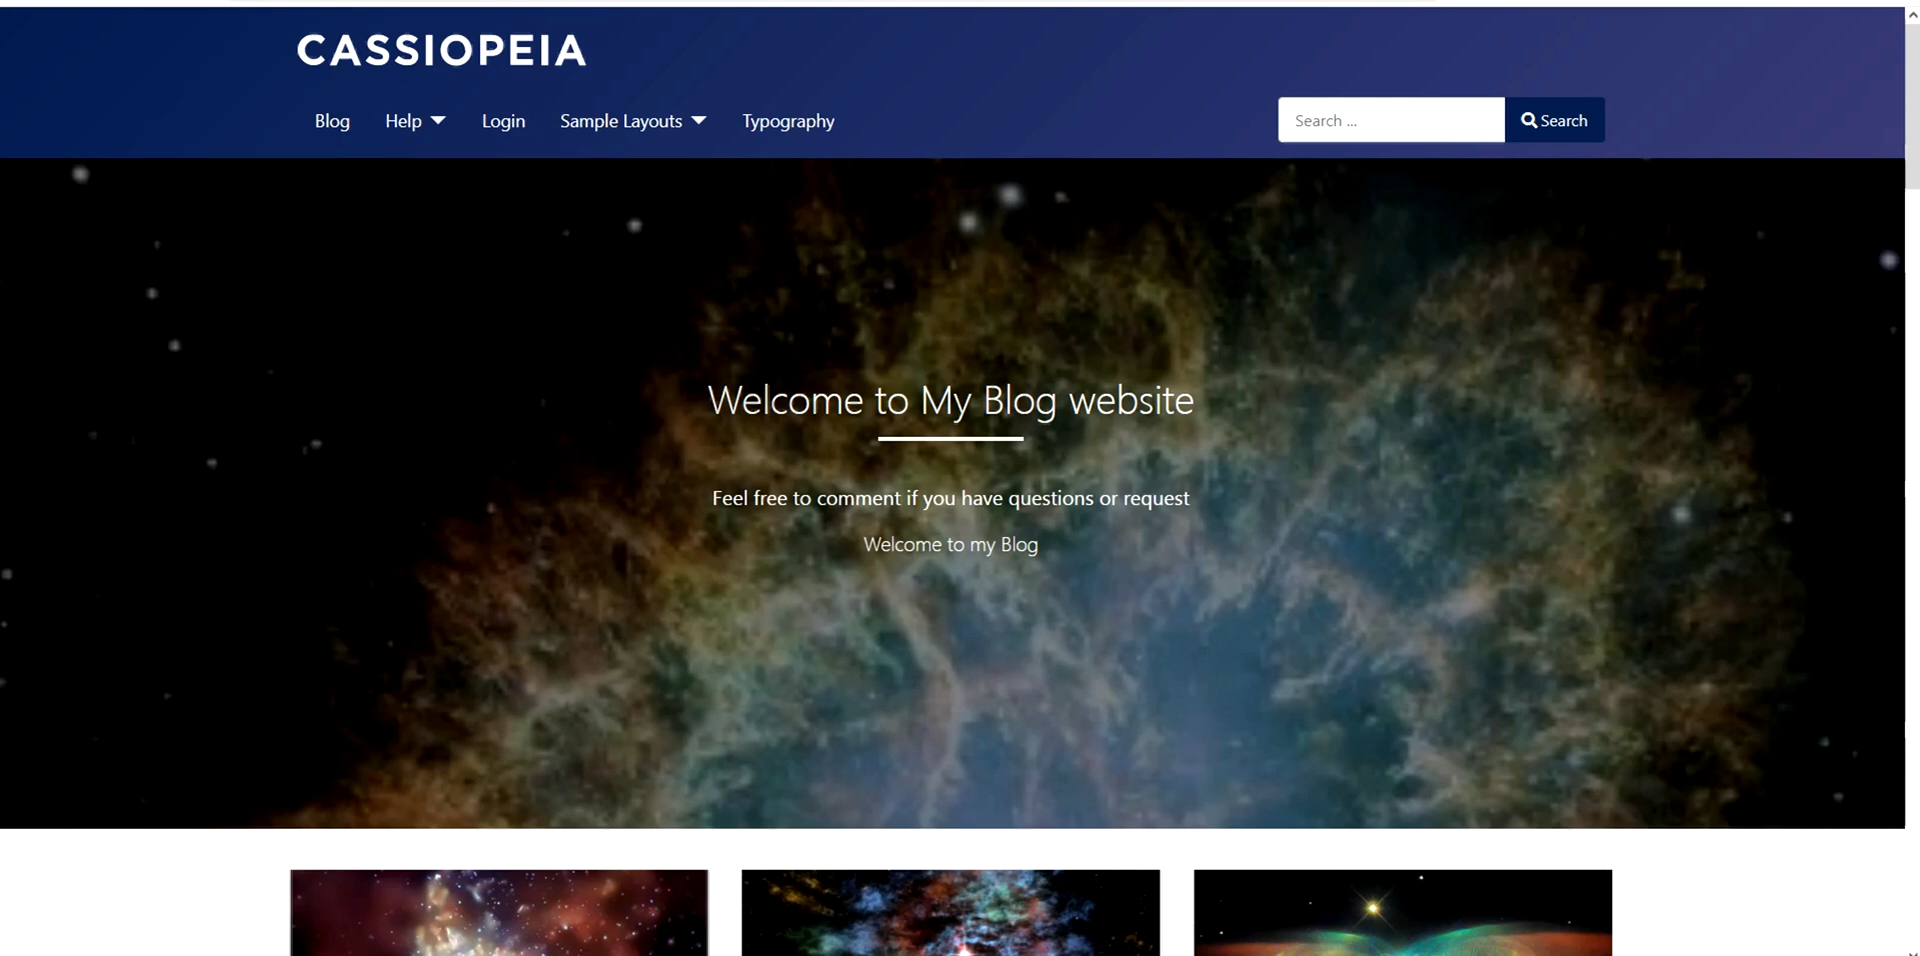 CASSIOPEIA
Blog Help Login Sample Layouts Typography Search ... Search
Welcome to My Blog website
Feel free to comment if you have questions or request
Welcome to my Blog